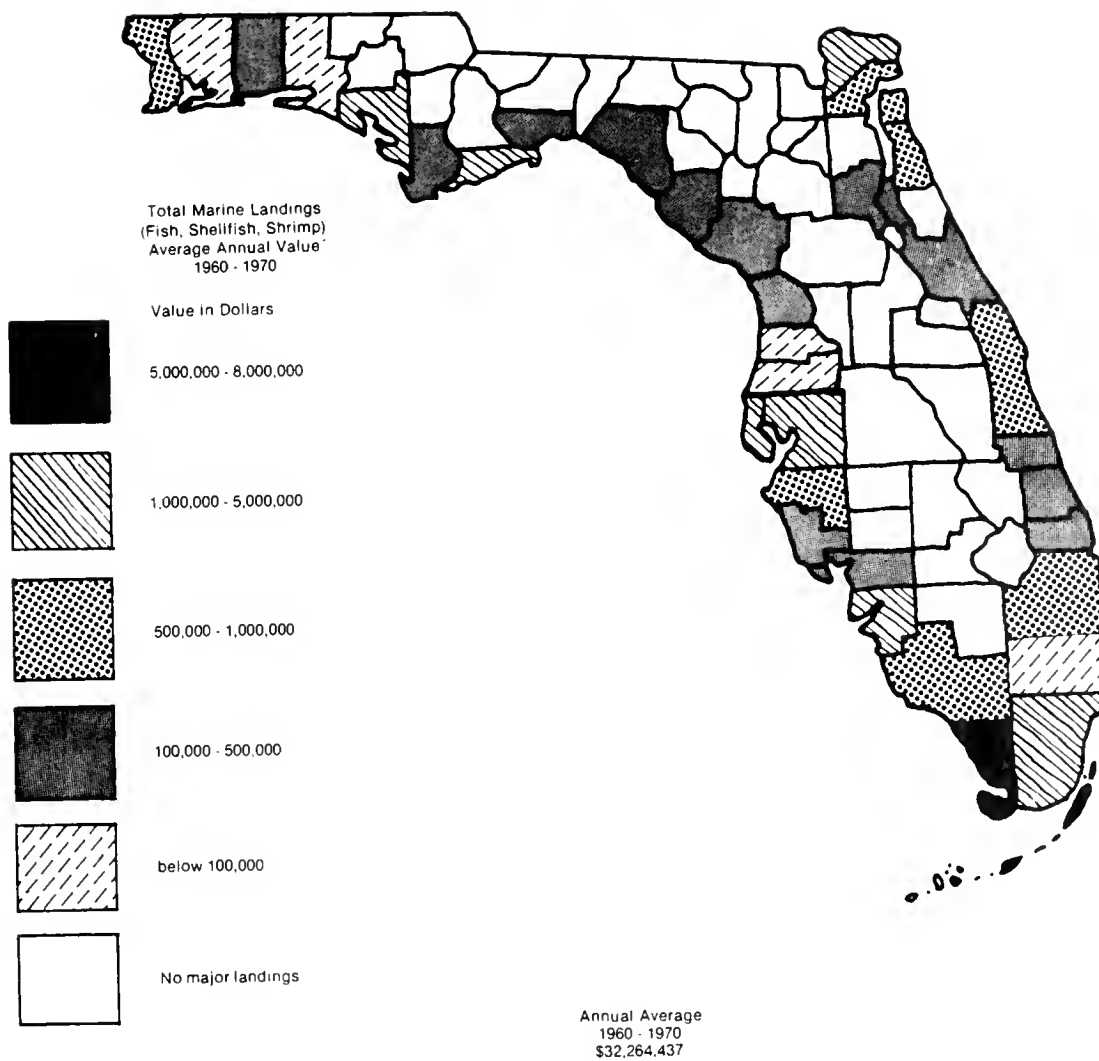 Total Marine Landings
(Fish, Shellfish, Shrimp)
Average Annual Value
1960 - 1970
Value in Dollars
5.000,000 - 8.000,000
1,000,000 - 5,000,000
500,000 - 1,000,000
100,000 - 500,000
below 100,000
No major landings
Annual Average
1960 - 1970
$32,264,437